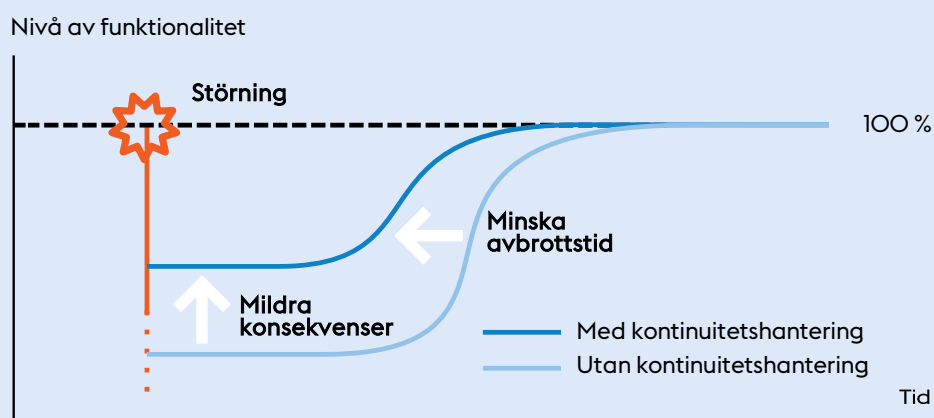 Nivå av funktionalitet
Störning
100 %
Minska
avbrottstid
Mildra
konsekvenser
Med kontinuitetshantering
Utan kontinuitetshantering
Tid